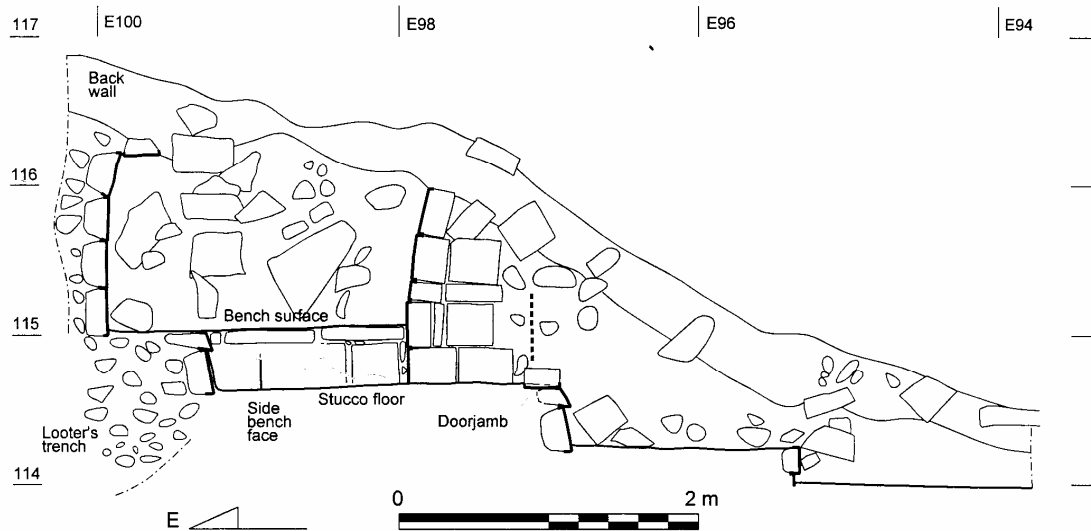 117
E100
E98
E96
E94
Back
wall
116
115
Bench surface
Stucco floor
Side
bench
face
Doorjamb
Looter's
trench
114
E
0
2 m